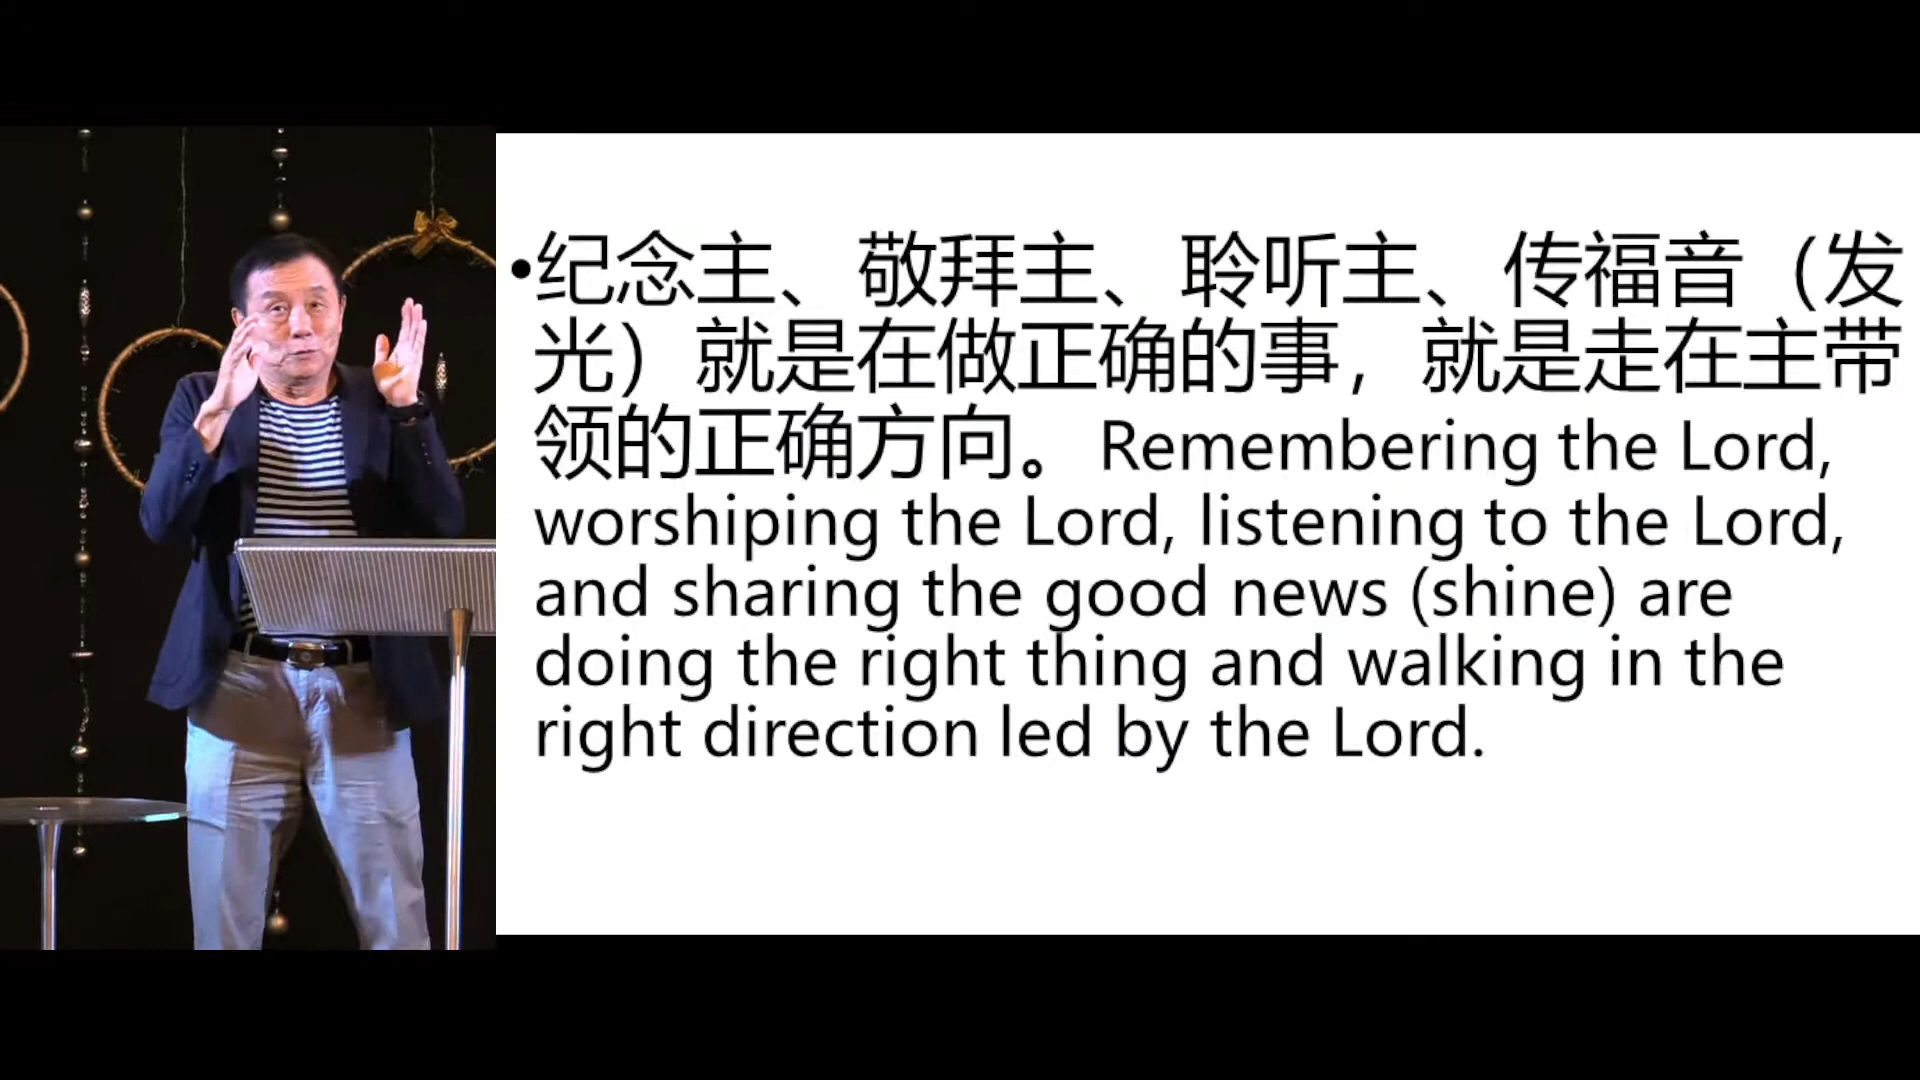 •纪念主、敬拜主、聆听主、传福音（发
光）就是在做正确的事，就是走在主带
领的正确方向。Remembering the Lord,
worshiping the Lord, listening to the Lord,
and sharing the good news (shine) are
doing the right thing and walking in the
right direction led by the Lord.